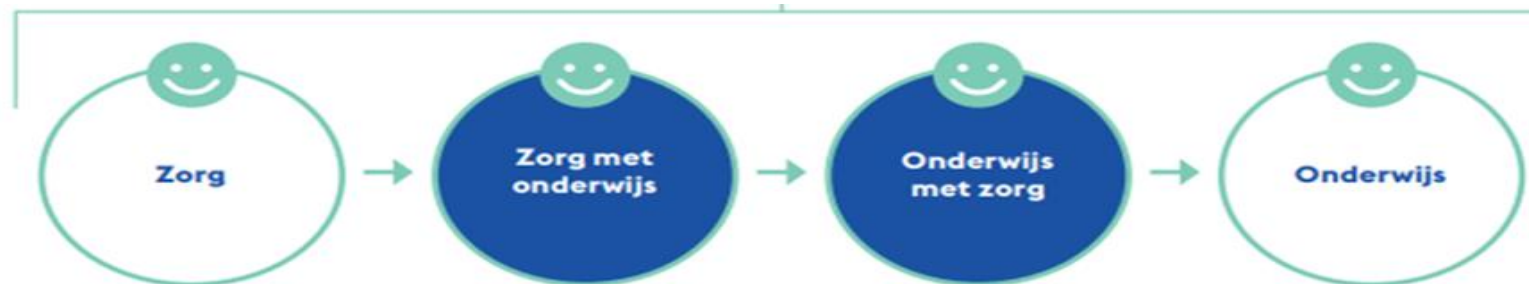 Zorg
Zorg met
onderwijs
Onderwijs
met zorg
Onderwijs